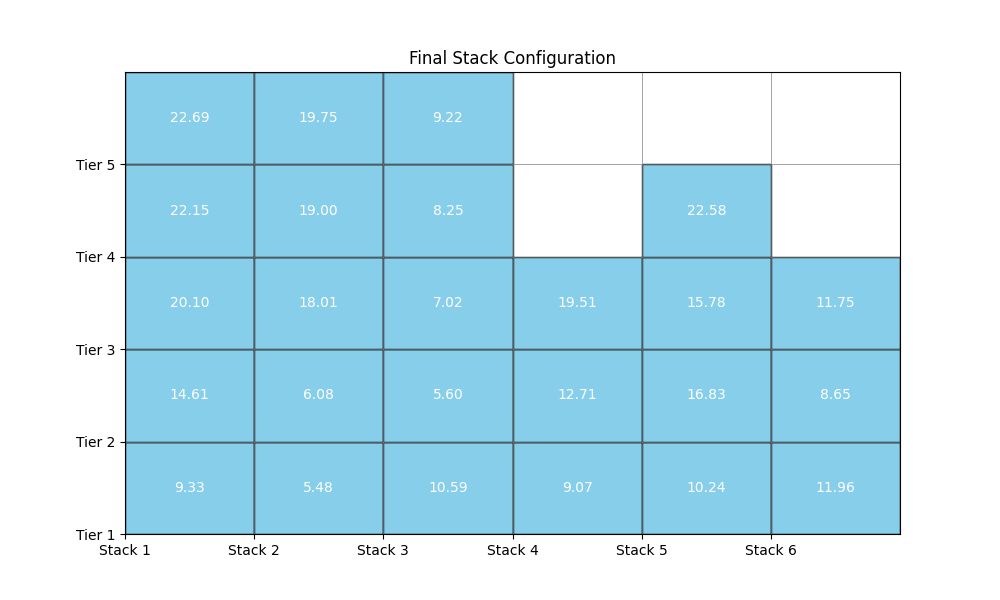 Final Stack Configuration
22.69 19.75 9.22
Tier 5
22.15 19.00 8.25 22.58
Tier 4
20.10 18.01 7.02 19.51 15.78 11.75
Tier 3
14.61 6.08 5.60 12.71 16.83 8.65
Tier 2
9.33 5.48 10.59 9.07 10.24 11.96
Tier 1
Stack 1 Stack 2 Stack 3 Stack 4 Stack 5 Stack 6